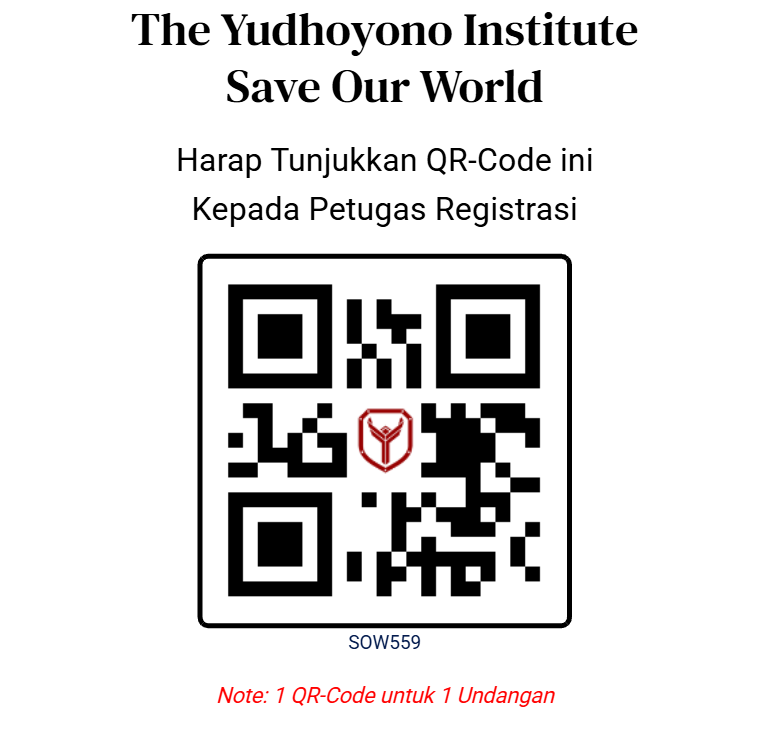 The Yudhoyono Institute
Save Our World
Harap Tunjukkan QR-Code ini
Kepada Petugas Registrasi
SOW559
Note: 1 QR-Code untuk 1 Undangan